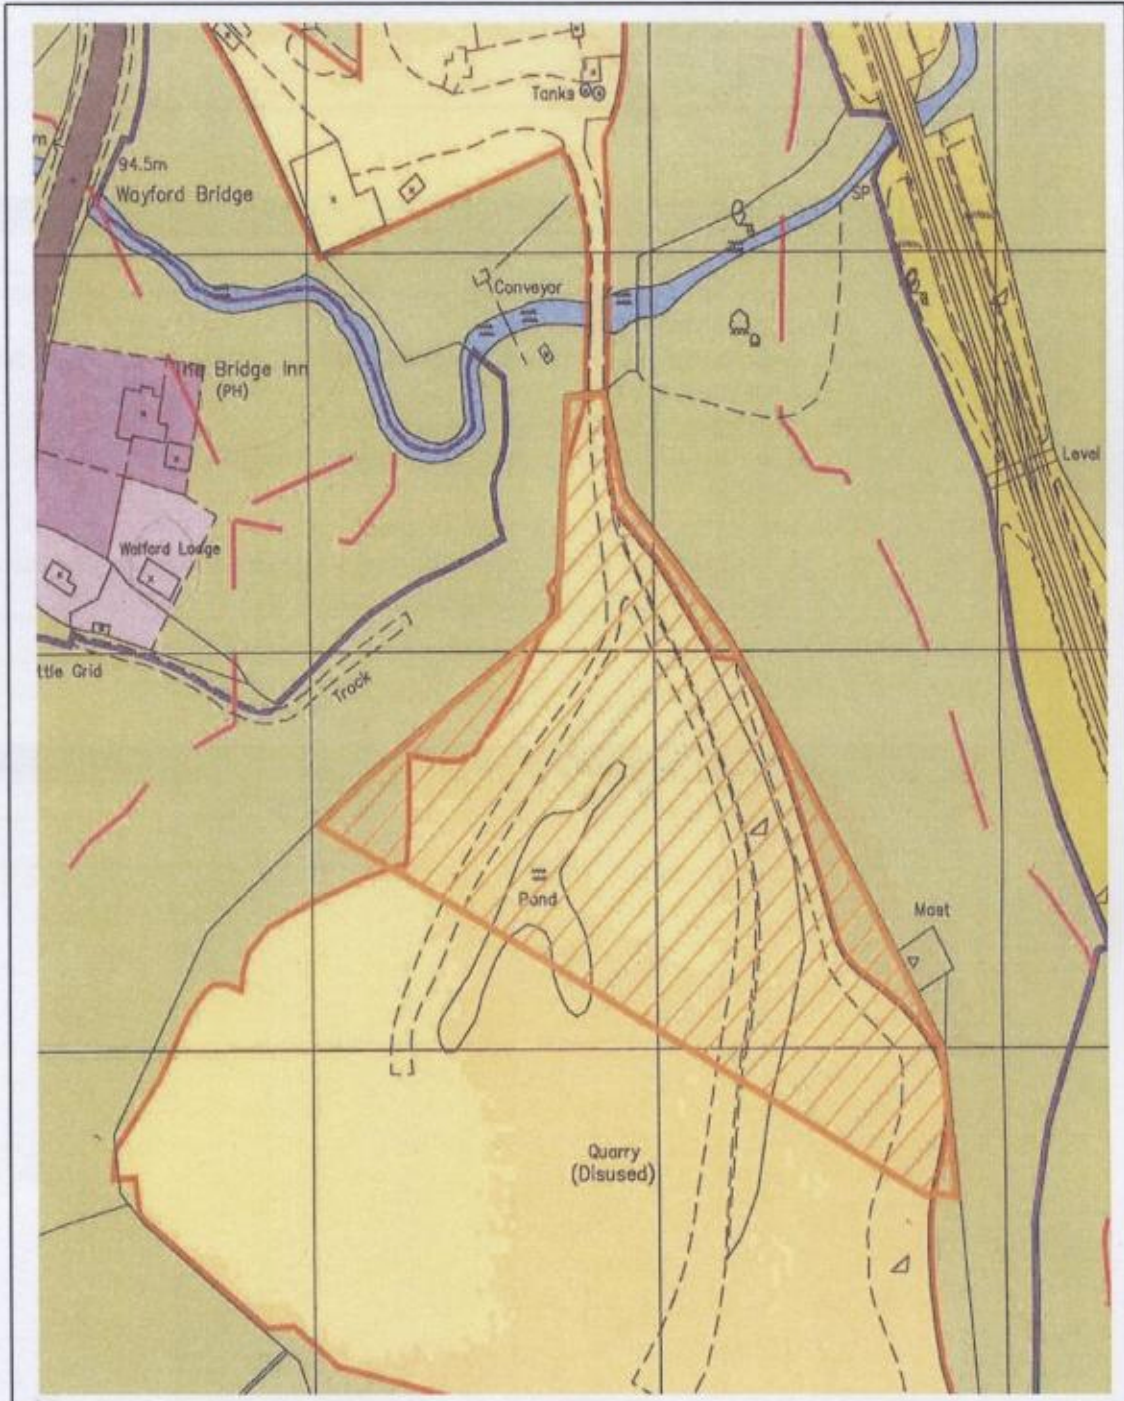 Tanks
94.5m
Wayford Bridge
SP
Conveyor
The Bridge Inn
(PH)
Level
Walford Lodge
ttle Grid
Track
Pond
Mast
Quarry
(Disused)